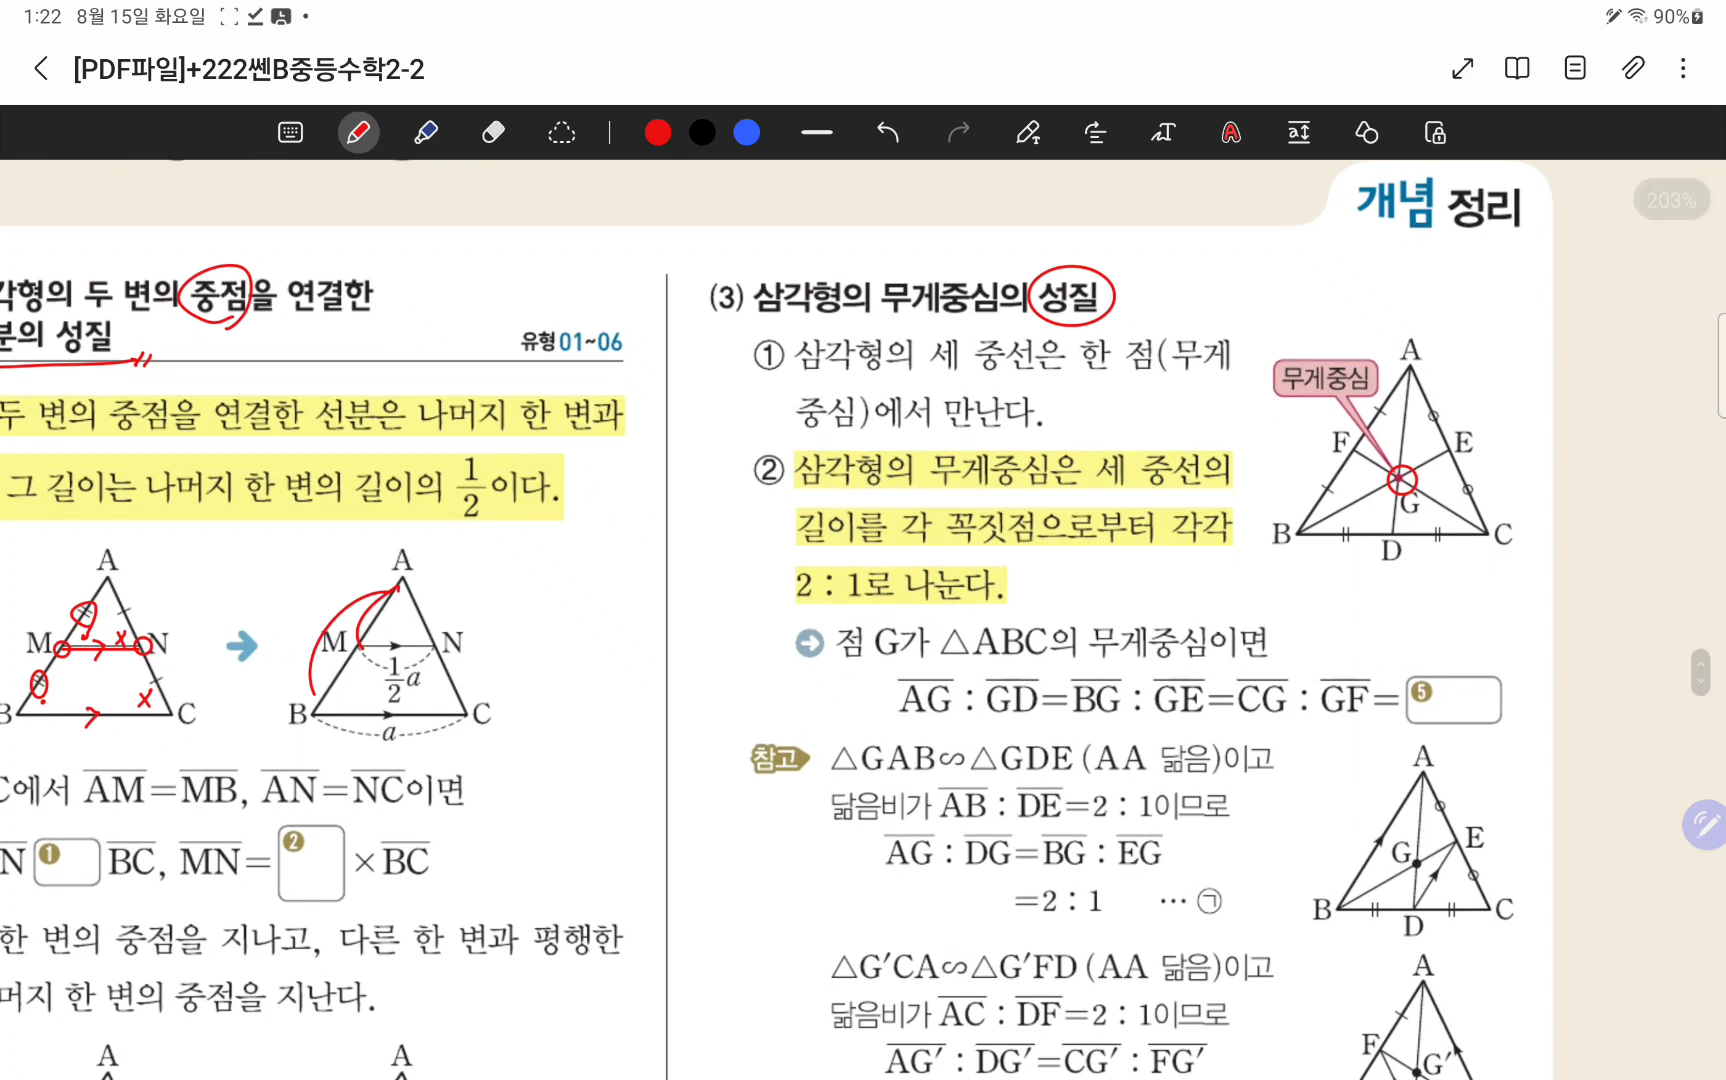 1:22 8월 15일 화요일
90%
[PDF파일]+222쎈B중등수학2-2
203%
개념 정리
각형의 두 변의 중점을 연결한
분의 성질
유형 01~06
두 변의 중점을 연결한 선분은 나머지 한 변과
그 길이는 나머지 한 변의 길이의 1/2이다.
A
M
N
B
C
A
M
N
1/2 a
B
C
a
C에서 AM=MB, AN=NC이면
N ❶ BC, MN= ❷ ×BC
한 변의 중점을 지나고, 다른 한 변과 평행한
머지 한 변의 중점을 지난다.
A
A
(3) 삼각형의 무게중심의 성질
① 삼각형의 세 중선은 한 점(무게
중심)에서 만난다.
② 삼각형의 무게중심은 세 중선의
길이를 각 꼭짓점으로부터 각각
2 : 1로 나눈다.
무게중심
A
F
E
G
B
D
C
점 G가 △ABC의 무게중심이면
AG : GD=BG : GE=CG : GF= ❺
참고 △GAB∽△GDE (AA 닮음)이고
닮음비가 AB : DE=2 : 1이므로
AG : DG=BG : EG
=2 : 1 … ㉠
A
G
E
B
D
C
△G′CA∽△G′FD (AA 닮음)이고
닮음비가 AC : DF=2 : 1이므로
AG′ : DG′=CG′ : FG′
A
F
G′